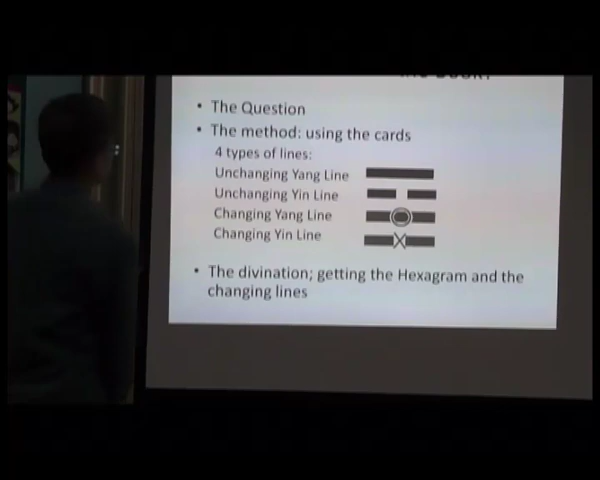 • The Question
• The method: using the cards
4 types of lines:
Unchanging Yang Line
Unchanging Yin Line
Changing Yang Line
Changing Yin Line
• The divination; getting the Hexagram and the
changing lines